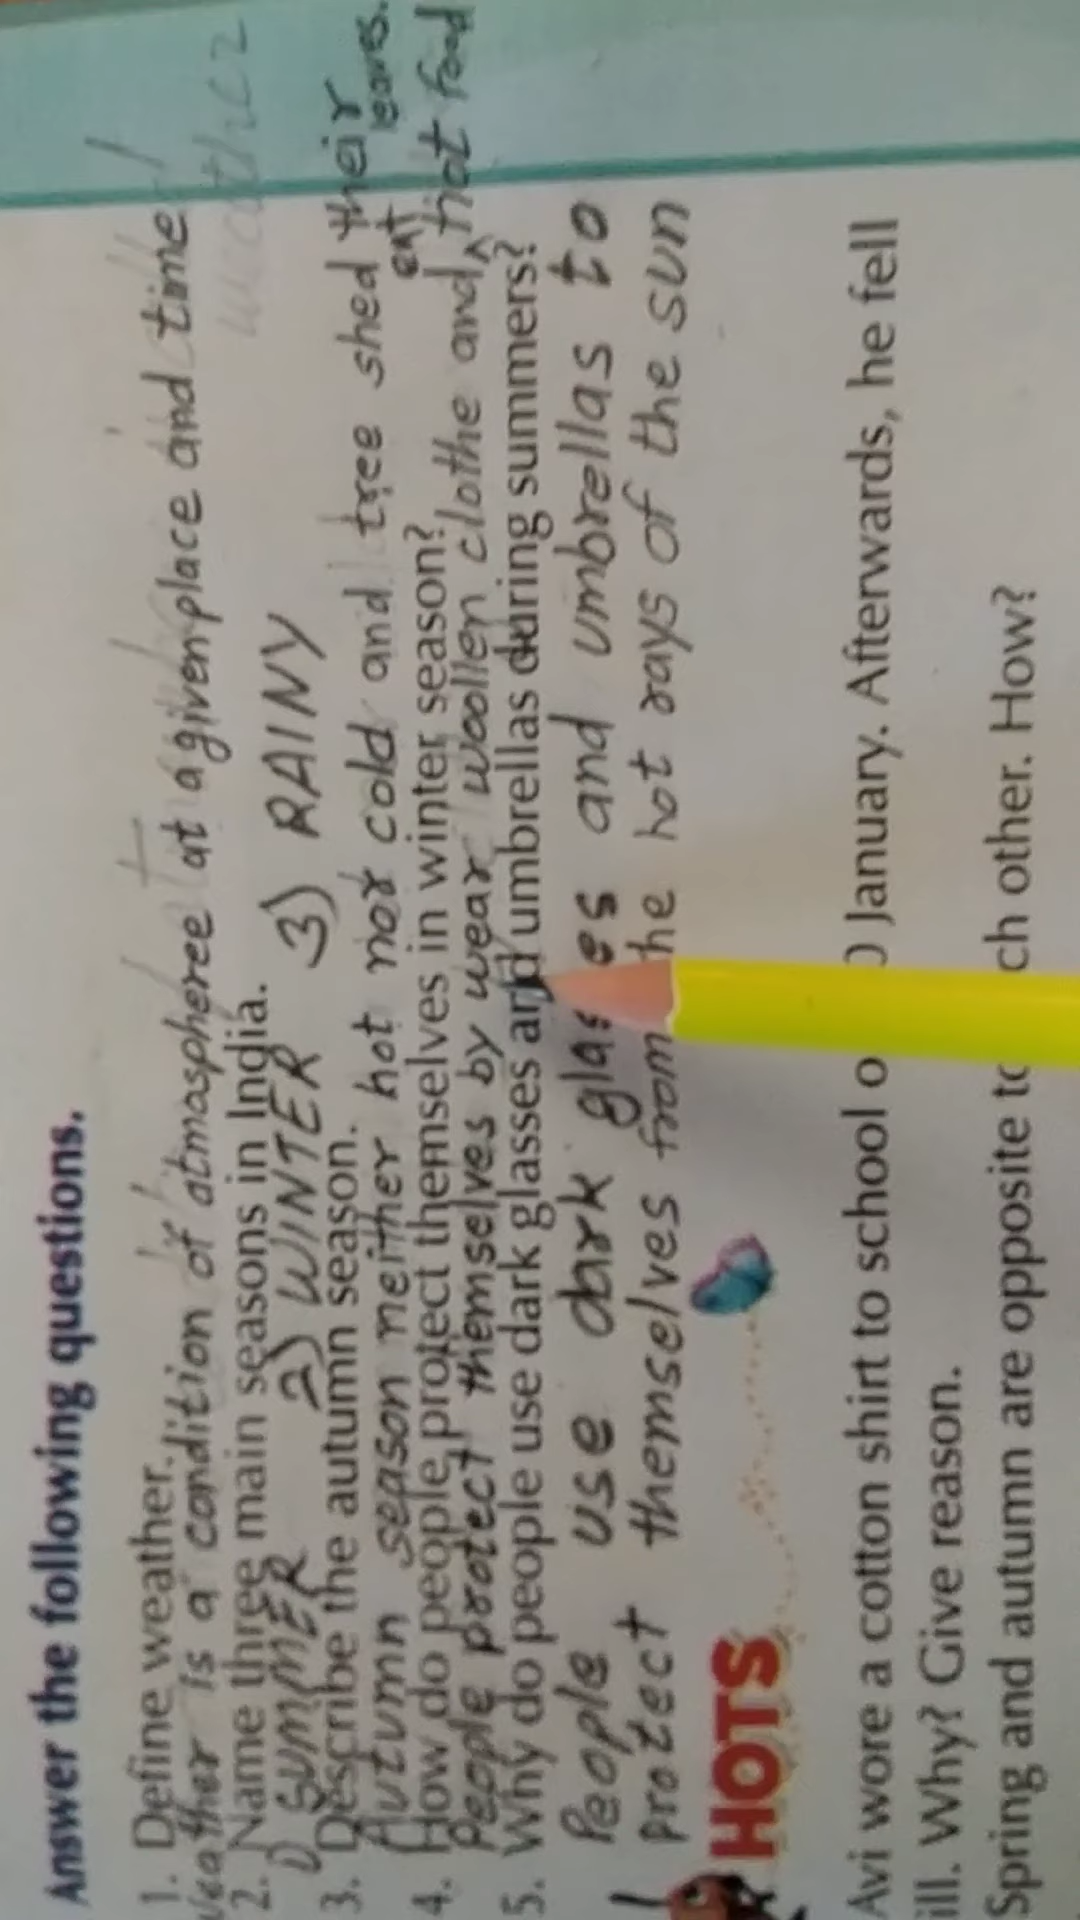 Answer the following questions.
1. Define weather.
Weather is a condition of atmospheree at a given place and time
2. Name three main seasons in India.
1) SUMMER 2) WINTER 3) RAINY
3. Describe the autumn season.
Autumn season neither hot nor cold and tree shed their leaves.
4. How do people protect themselves in winter season?
People protect themselves by wear woollen clothe and eat hot food
5. Why do people use dark glasses and umbrellas during summers?
People use dark glasses and umbrellas to
protect themselves from the hot rays of the sun
HOTS
Avi wore a cotton shirt to school o January. Afterwards, he fell
ill. Why? Give reason.
Spring and autumn are opposite to ch other. How?